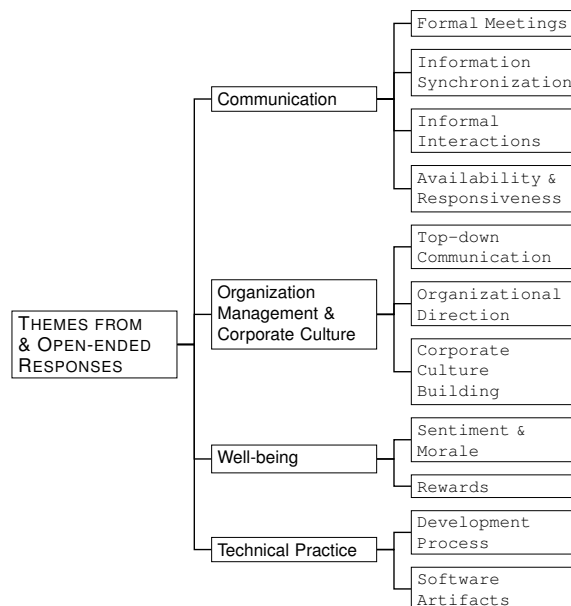 THEMES FROM
& OPEN-ENDED
RESPONSES
Communication
Formal Meetings
Information
Synchronization
Informal
Interactions
Availability &
Responsiveness
Organization
Management &
Corporate Culture
Top-down
Communication
Organizational
Direction
Corporate
Culture
Building
Well-being
Sentiment &
Morale
Rewards
Technical Practice
Development
Process
Software
Artifacts